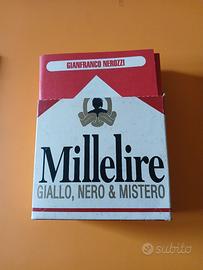 GIANFRANCO NEROZZI
Millelire
GIALLO, NERO & MISTERO
subito